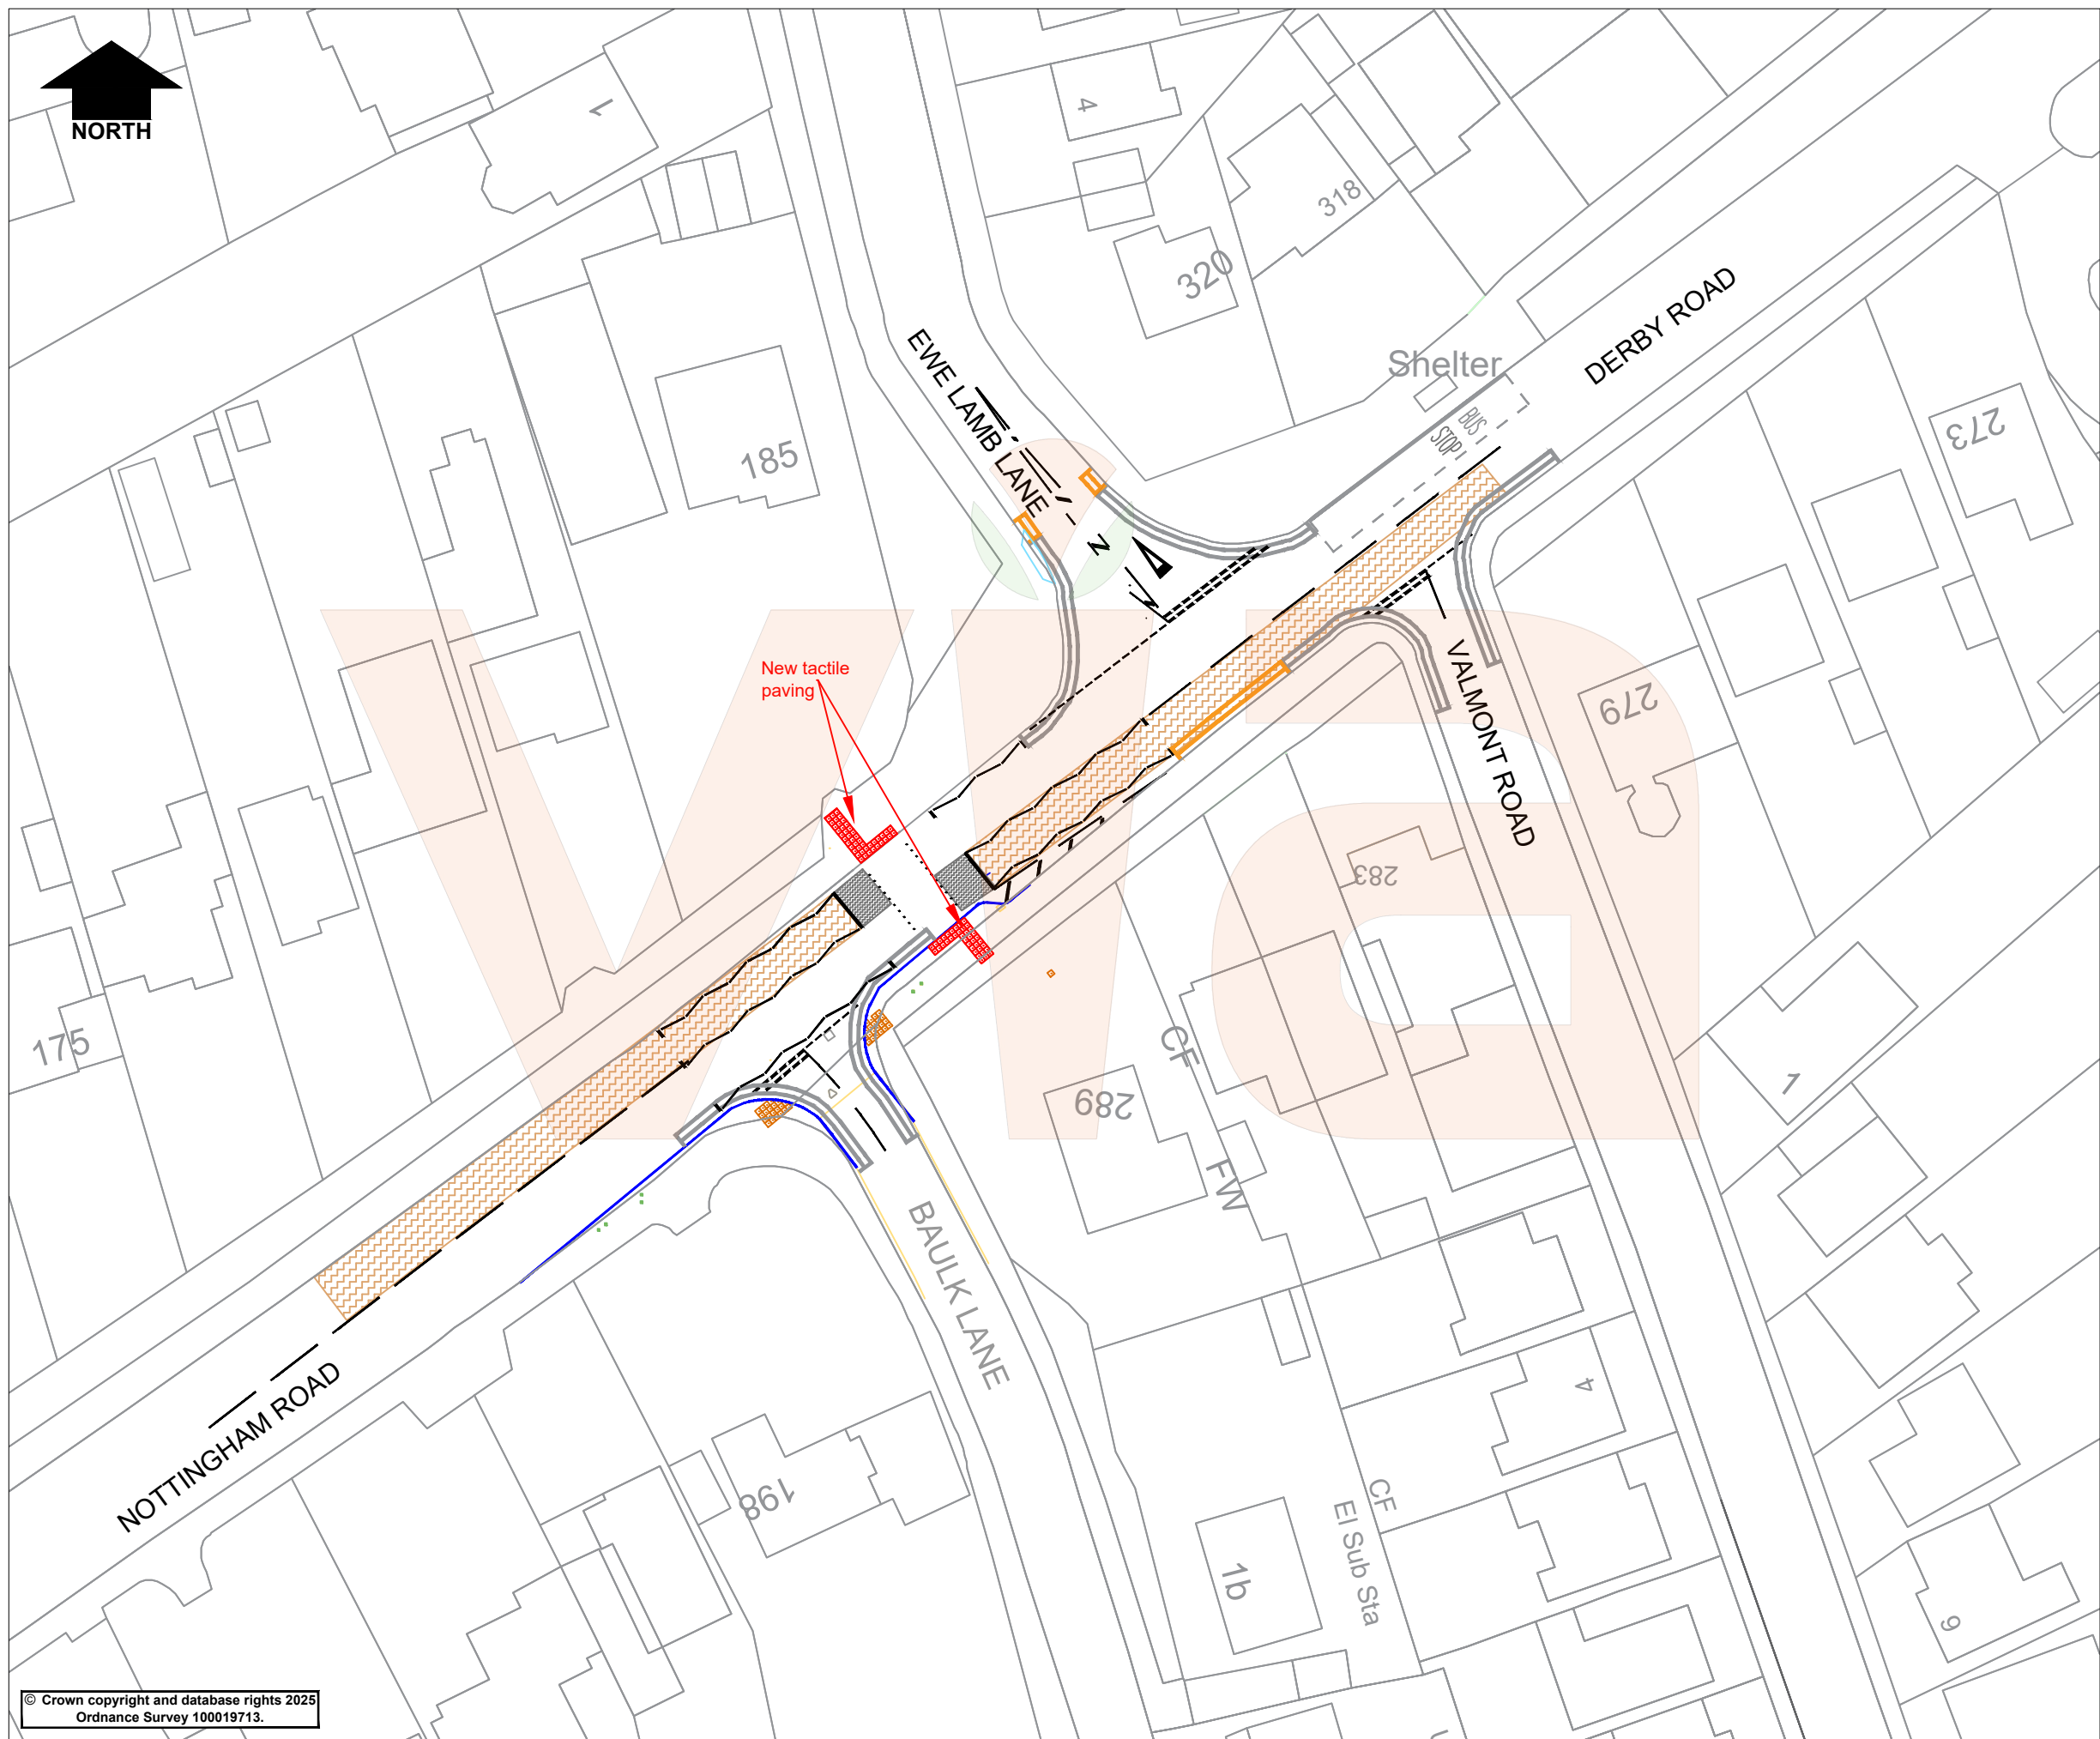 NORTH
1
4
318
320
DERBY ROAD
EWE LAMB LANE
Shelter
BUS
STOP
185
273
New tactile
paving
VALMONT ROAD
279
283
175
CF
289
1
FW
BAULK LANE
NOTTINGHAM ROAD
4
198
CF
El Sub Sta
1b
9
© Crown copyright and database rights 2025
Ordnance Survey 100019713.
via